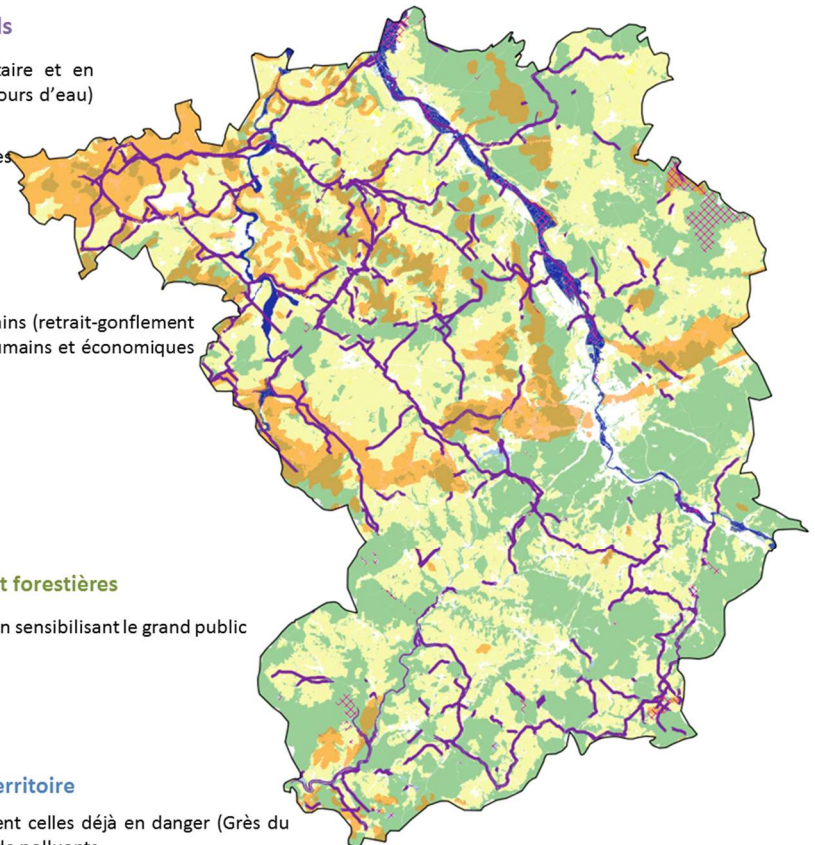 ls
taire et en
ours d’eau)
es
ains (retrait-gonflement
umains et économiques
t forestières
n sensibilisant le grand public
erritoire
ent celles déjà en danger (Grès du